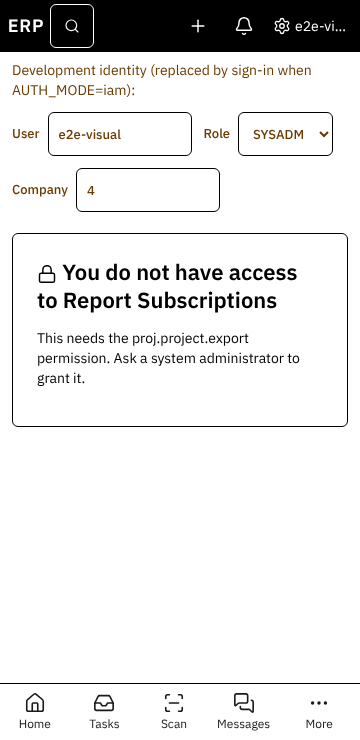 ERP
e2e-vi...
Development identity (replaced by sign-in when
AUTH_MODE=iam):
User e2e-visual Role SYSADM
Company 4
You do not have access
to Report Subscriptions
This needs the proj.project.export
permission. Ask a system administrator to
grant it.
Home Tasks Scan Messages More